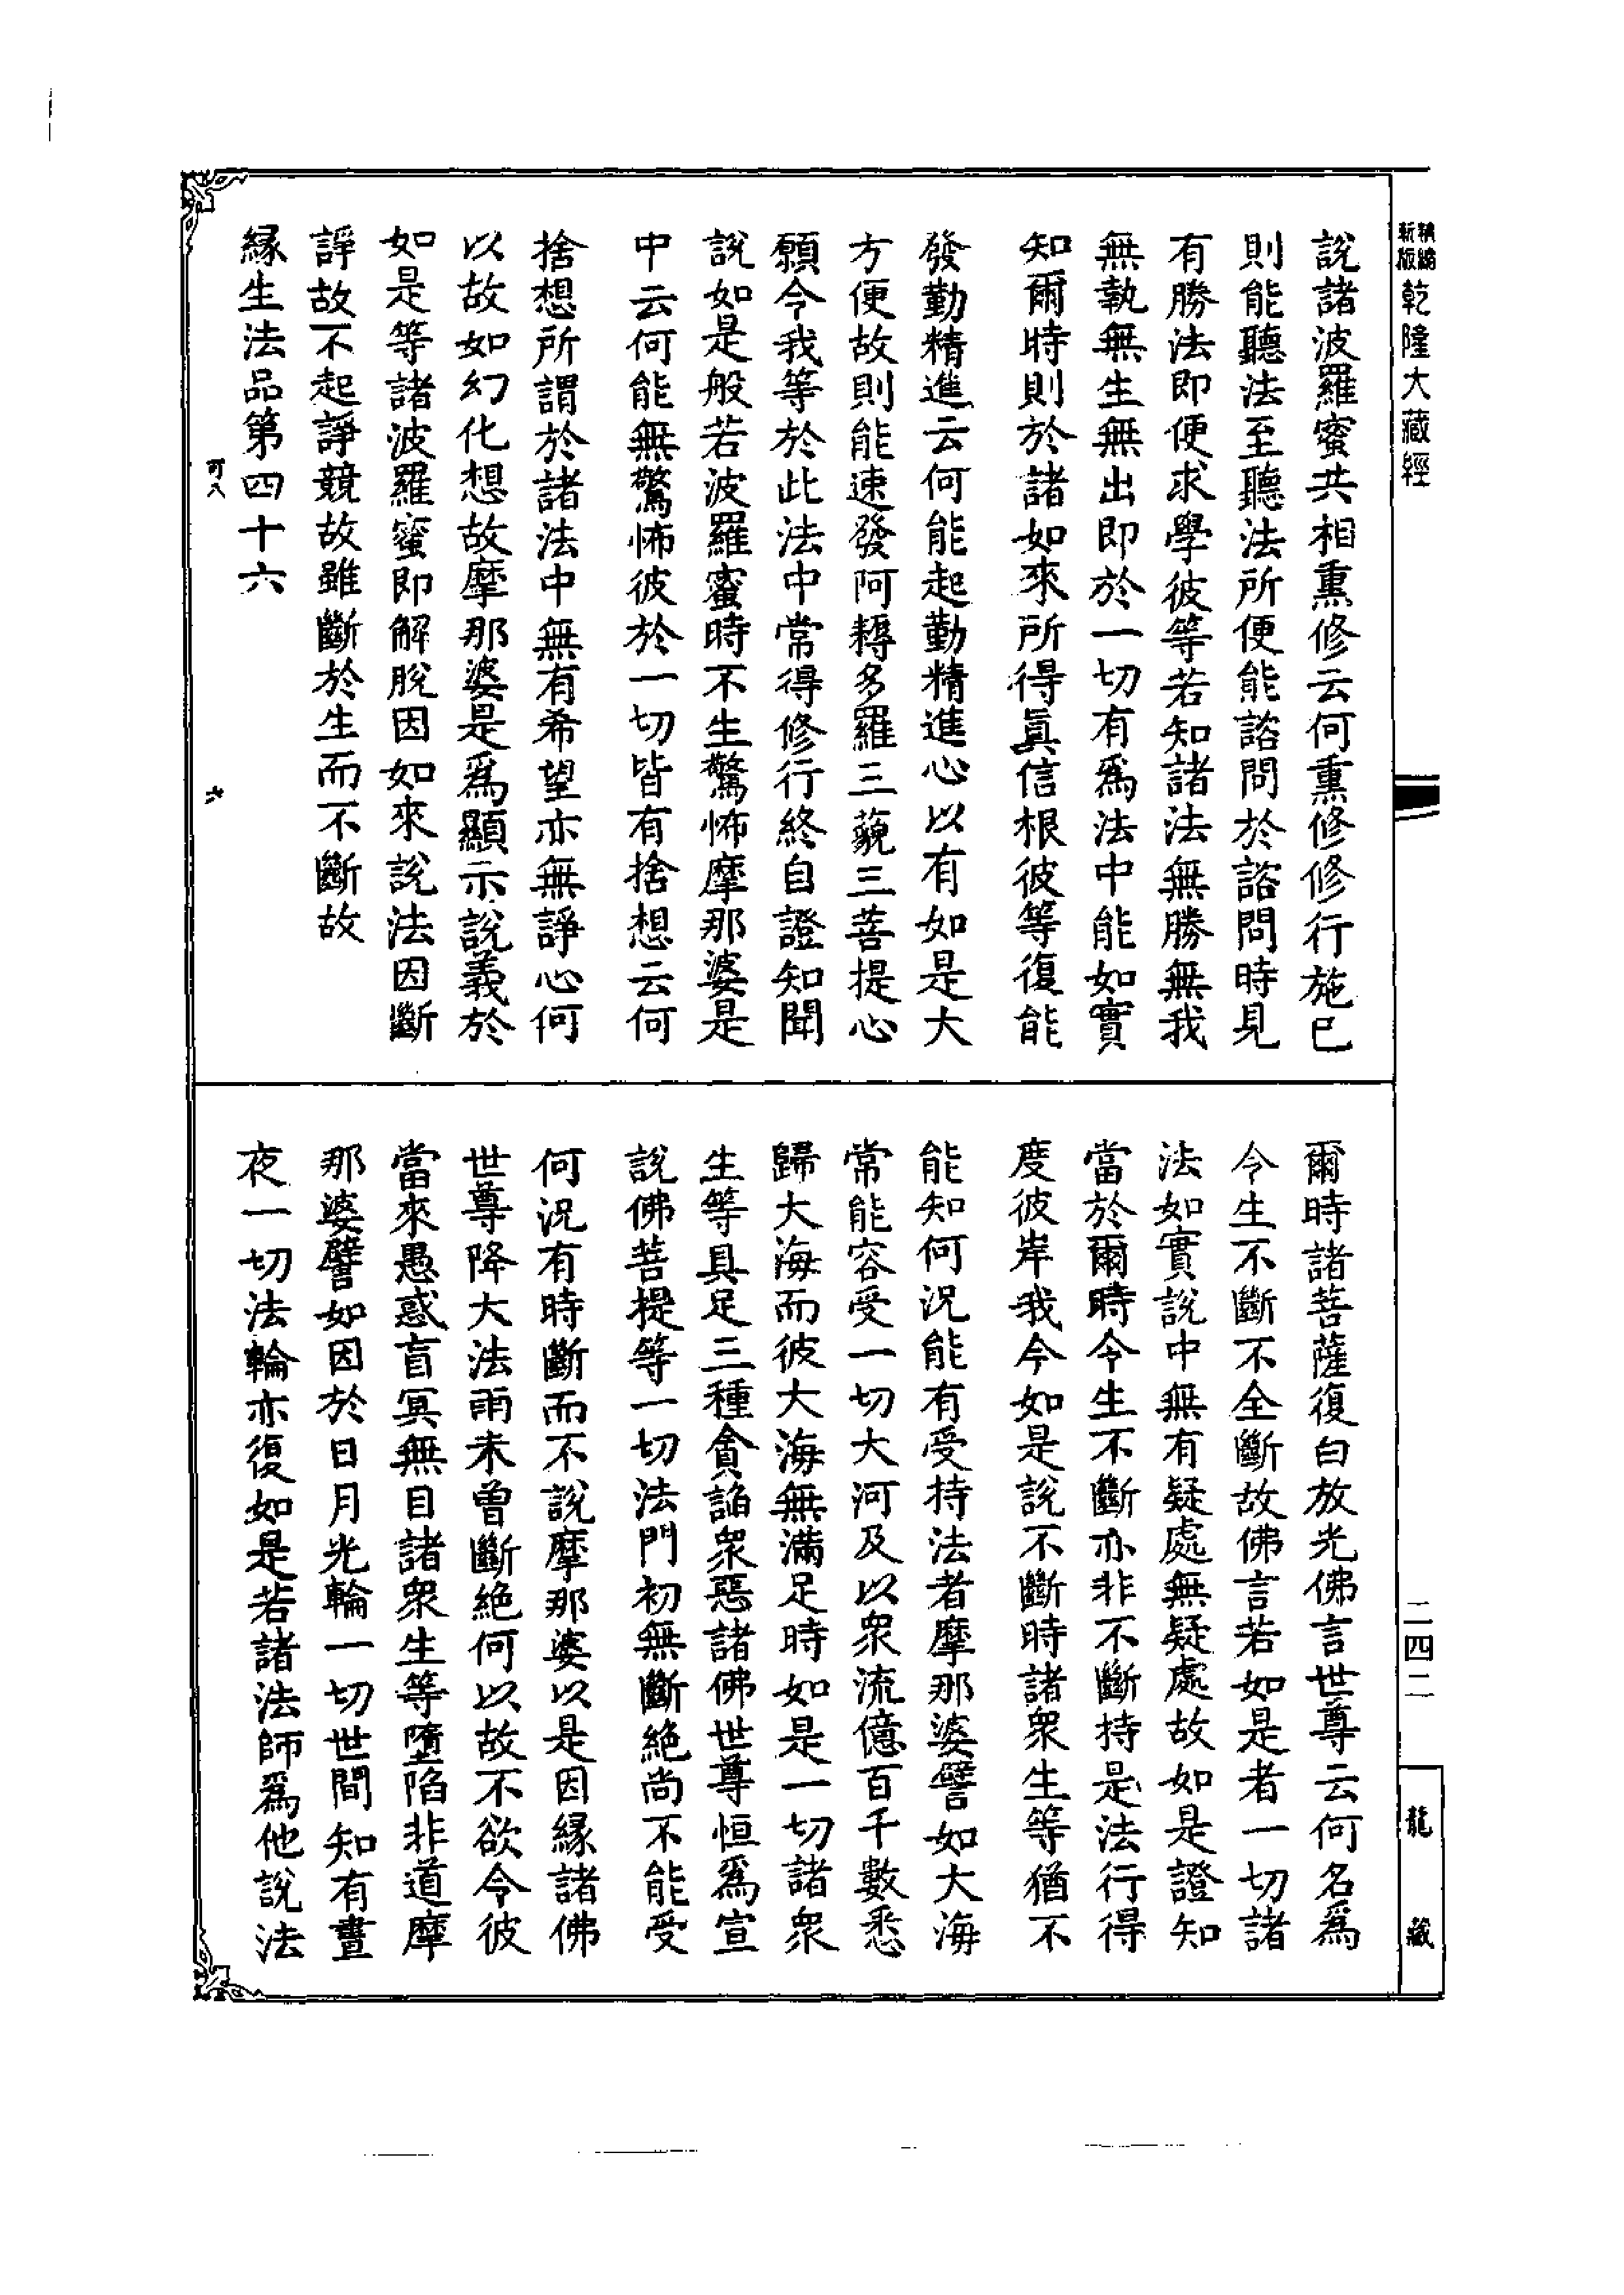 新版精縮乾隆大藏經
說諸波羅蜜共相熏修云何熏修修行施已
則能聽法至聽法所便能諮問於諮問時見
有勝法即便求學彼等若知諸法無勝無我
無執無生無出即於一切有爲法中能如實
知爾時則於諸如來所得眞信根彼等復能
發勤精進云何能起勤精進心以有如是大
方便故則能速發阿耨多羅三藐三菩提心
願今我等於此法中常得修行終自證知聞
說如是般若波羅蜜時不生驚怖摩那婆是
中云何能無驚怖彼於一切皆有捨想云何
捨想所謂於諸法中無有希望亦無諍心何
以故如幻化想故摩那婆是爲顯示說義於
如是等諸波羅蜜即解脫因如來說法因斷
諍故不起諍競故雖斷於生而不斷故
緣生法品第四十六
可八
六
爾時諸菩薩復白放光佛言世尊云何名爲
令生不斷不全斷故佛言若如是者一切諸
法如實說中無有疑處無疑處故如是證知
當於爾時令生不斷亦非不斷持是法行得
度彼岸我今如是說不斷時諸衆生等猶不
能知何況能有受持法者摩那婆譬如大海
常能容受一切大河及以衆流億百千數悉
歸大海而彼大海無滿足時如是一切諸衆
生等具足三種貪諂衆惡諸佛世尊恒爲宣
說佛菩提等一切法門初無斷絶尚不能受
何況有時斷而不說摩那婆以是因緣諸佛
世尊降大法雨未曾斷絶何以故不欲令彼
當來愚惑盲冥無目諸衆生等墮陷非道摩
那婆譬如因於日月光輪一切世間知有晝
夜一切法輪亦復如是若諸法師爲他說法
二四二
龍藏